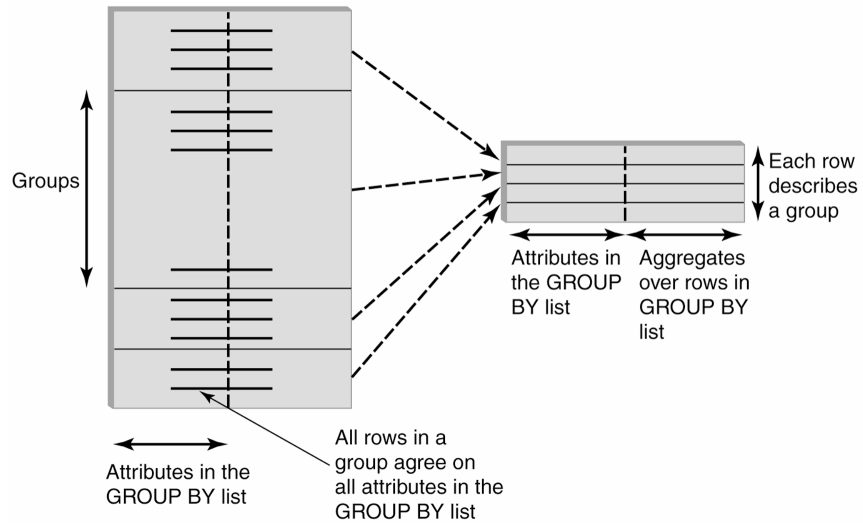 Groups
Each row
describes
a group
Attributes in
the GROUP
BY list
Aggregates
over rows in
GROUP BY
list
Attributes in the
GROUP BY list
All rows in a
group agree on
all attributes in the
GROUP BY list